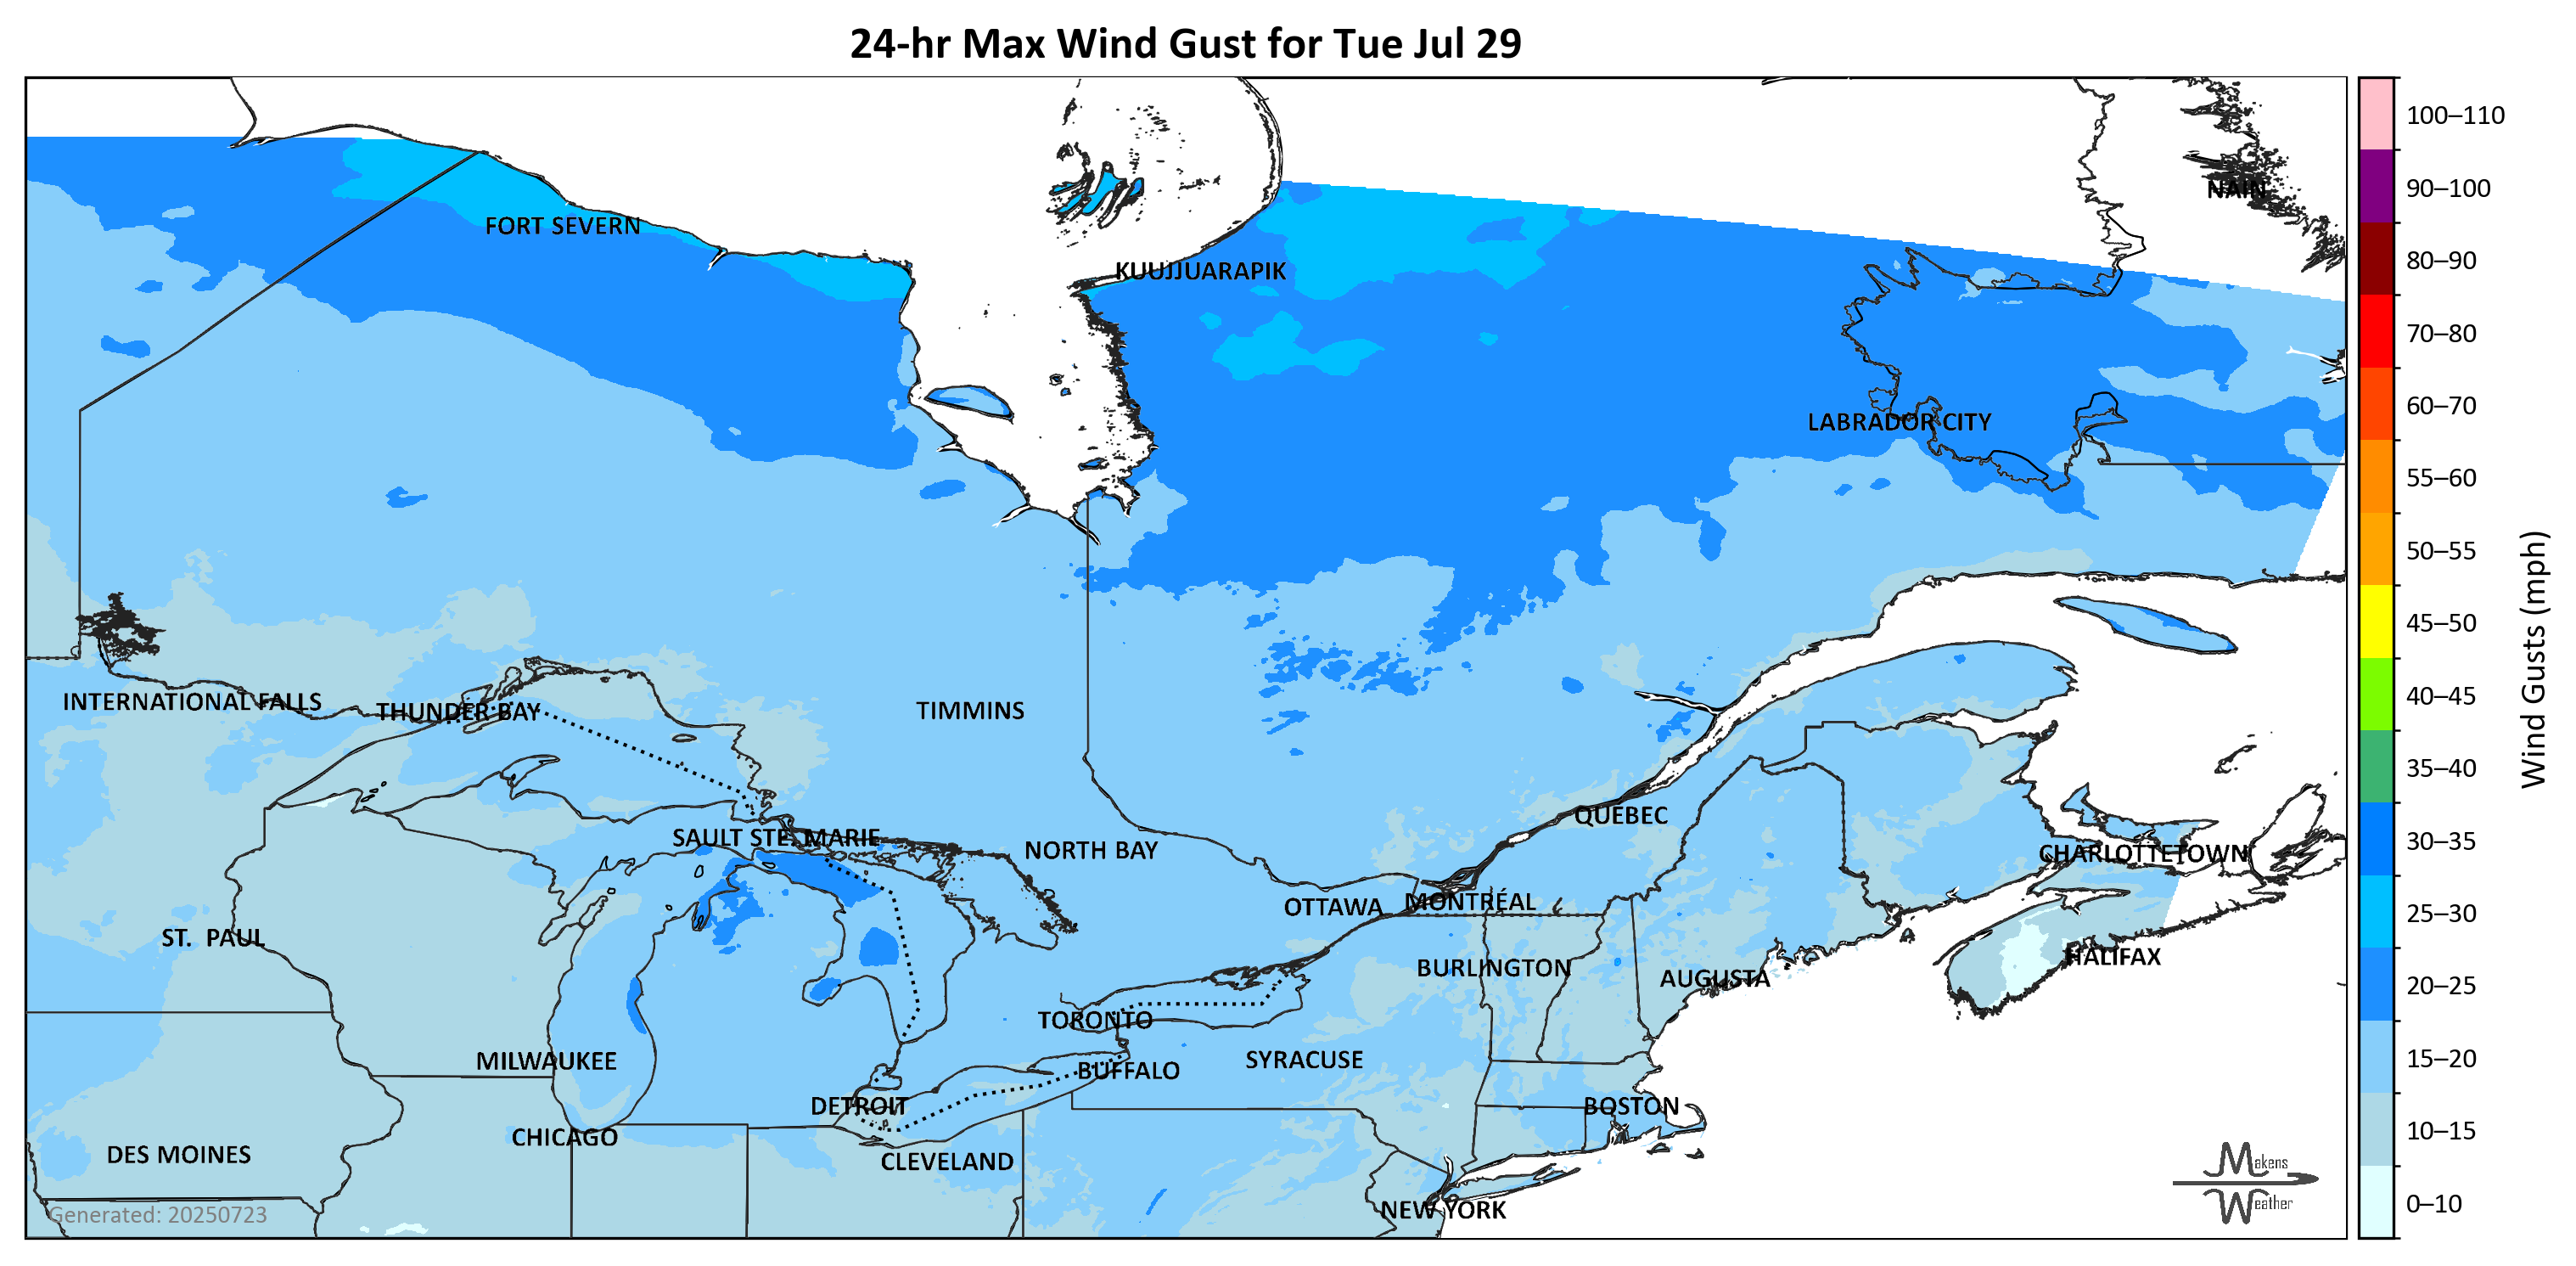 24-hr Max Wind Gust for Tue Jul 29
100–110
90–100
NAIN
FORT SEVERN
80–90
KUUJJUARAPIK
70–80
60–70
LABRADOR CITY
55–60
50–55
45–50
Wind Gusts (mph)
40–45
INTERNATIONAL FALLS
THUNDER BAY
TIMMINS
35–40
QUEBEC
30–35
SAULT STE. MARIE
NORTH BAY
CHARLOTTETOWN
OTTAWA
MONTRÉAL
25–30
ST.  PAUL
HALIFAX
BURLINGTON
AUGUSTA
20–25
TORONTO
MILWAUKEE
SYRACUSE
15–20
BUFFALO
DETROIT
BOSTON
10–15
CHICAGO
DES MOINES
CLEVELAND
Makens
Weather
0–10
NEW YORK
Generated: 20250723